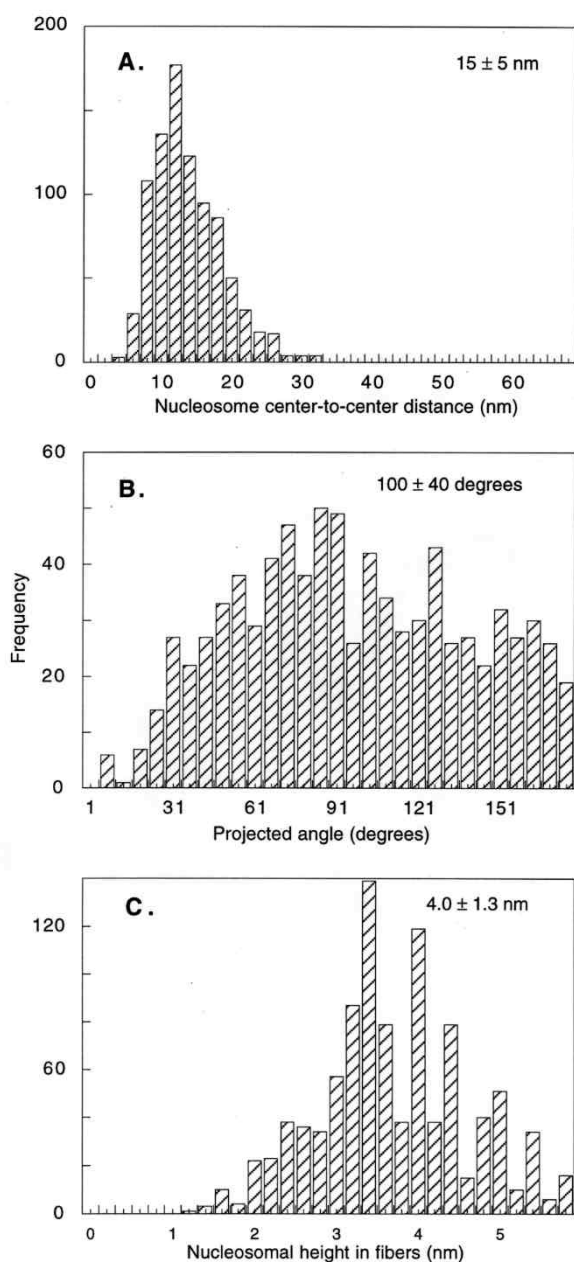 200
A.
15 ± 5 nm
150
100
0
0 10 20 30 40 50 60
Nucleosome center-to-center distance (nm)
60
B.
100 ± 40 degrees
40
Frequency
20
0
1 31 61 91 121 151
Projected angle (degrees)
C.
4.0 ± 1.3 nm
120
60
0
0 1 2 3 4 5
Nucleosomal height in fibers (nm)